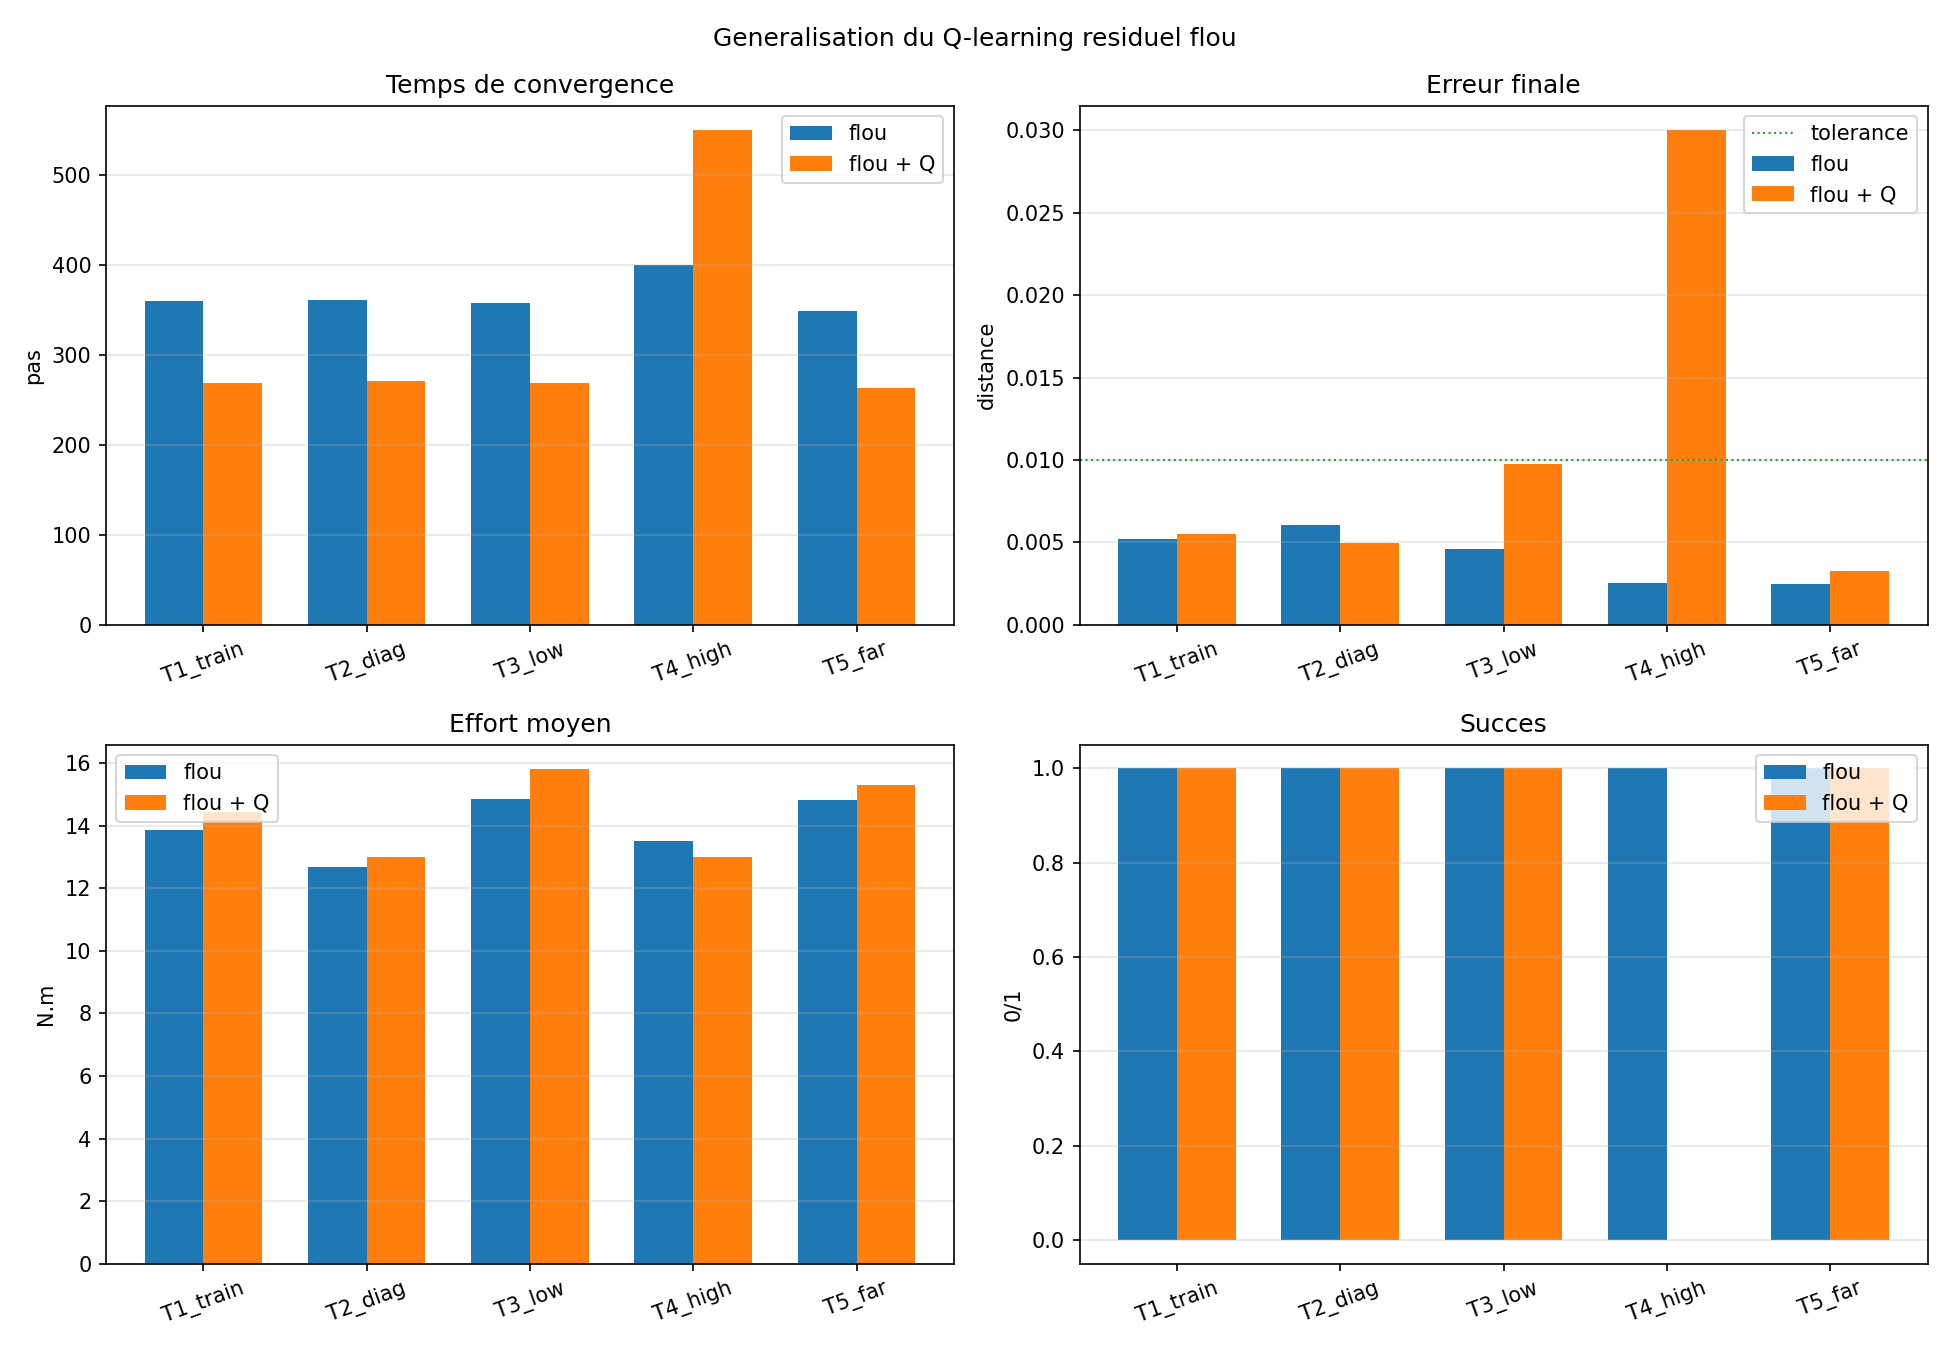 Generalisation du Q-learning residuel flou
Temps de convergence
flou
flou + Q
pas
500
400
300
200
100
0
T1_train
T2_diag
T3_low
T4_high
T5_far
Erreur finale
tolerance
flou
flou + Q
distance
0.030
0.025
0.020
0.015
0.010
0.005
0.000
T1_train
T2_diag
T3_low
T4_high
T5_far
Effort moyen
flou
flou + Q
N.m
16
14
12
10
8
6
4
2
0
T1_train
T2_diag
T3_low
T4_high
T5_far
Succes
flou
flou + Q
0/1
1.0
0.8
0.6
0.4
0.2
0.0
T1_train
T2_diag
T3_low
T4_high
T5_far